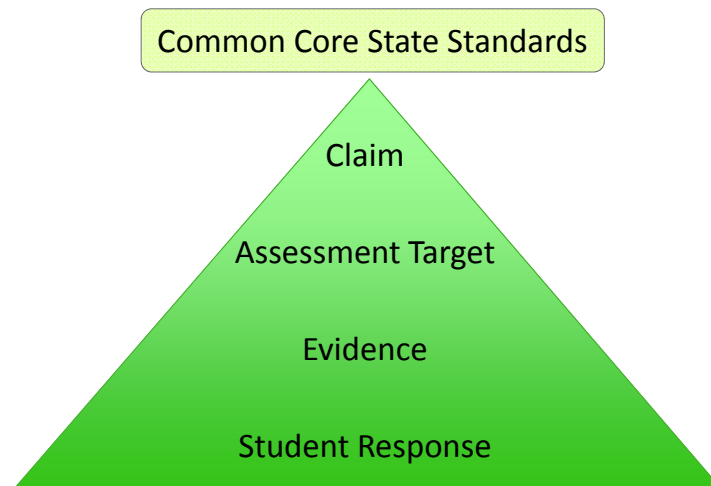 Common Core State Standards
Claim
Assessment Target
Evidence
Student Response